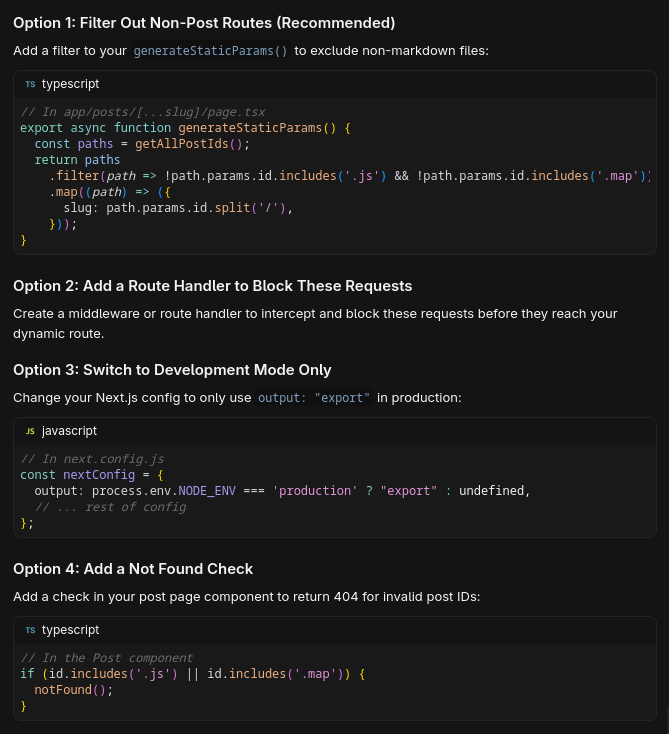 Option 1: Filter Out Non-Post Routes (Recommended)
Add a filter to your generateStaticParams() to exclude non-markdown files:
TS typescript
// In app/posts/[...slug]/page.tsx
export async function generateStaticParams() {
  const paths = getAllPostIds();
  return paths
    .filter(path => !path.params.id.includes('.js') && !path.params.id.includes('.map'))
    .map((path) => ({
      slug: path.params.id.split('/'),
    }));
}
Option 2: Add a Route Handler to Block These Requests
Create a middleware or route handler to intercept and block these requests before they reach your
dynamic route.
Option 3: Switch to Development Mode Only
Change your Next.js config to only use output: "export" in production:
JS javascript
// In next.config.js
const nextConfig = {
  output: process.env.NODE_ENV === 'production' ? "export" : undefined,
  // ... rest of config
};
Option 4: Add a Not Found Check
Add a check in your post page component to return 404 for invalid post IDs:
TS typescript
// In the Post component
if (id.includes('.js') || id.includes('.map')) {
  notFound();
}